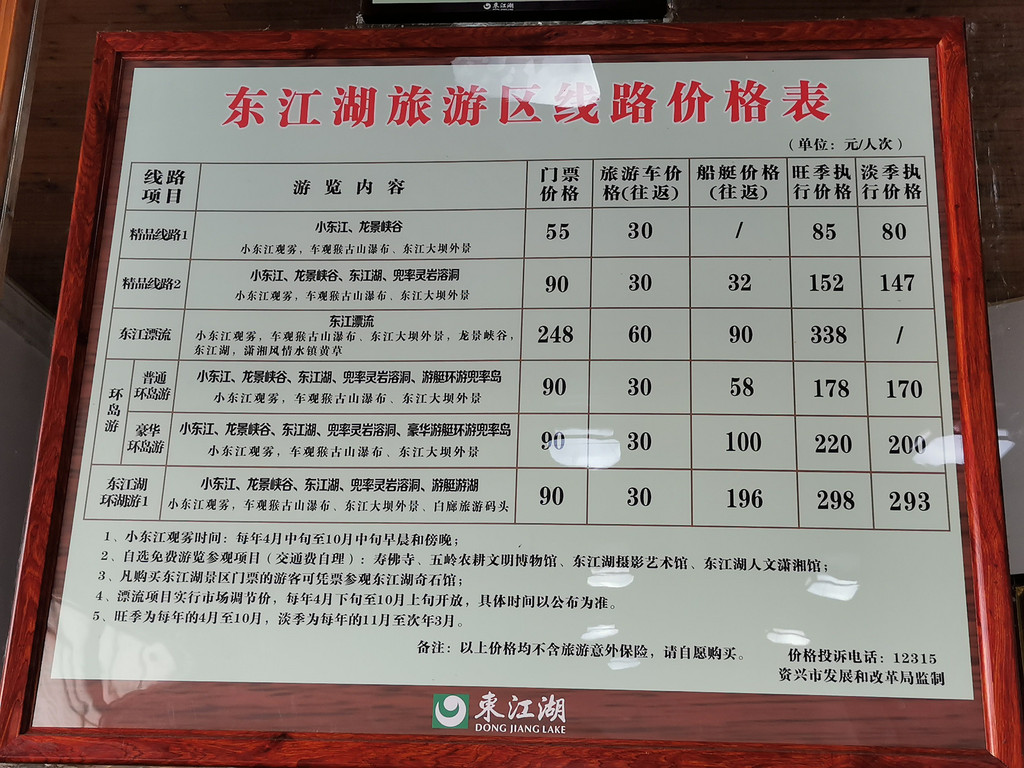 東江湖
东江湖旅游区线路价格表
（单位：元/人次）
线路项目 游览内容 门票价格 旅游车价格(往返) 船艇价格(往返) 旺季执行价格 淡季执行价格
精品线路1 小东江、龙景峡谷 55 30 / 85 80
小东江观雾，车观猴古山瀑布、东江大坝外景
精品线路2 小东江、龙景峡谷、东江湖、兜率灵岩溶洞 90 30 32 152 147
小东江观雾，车观猴古山瀑布、东江大坝外景
东江漂流 东江漂流 248 60 90 338 /
小东江观雾，车观猴古山瀑布、东江大坝外景，龙景峡谷，
东江湖，潇湘风情水镇黄草
环岛游 普通环岛游 小东江、龙景峡谷、东江湖、兜率灵岩溶洞、游艇环游兜率岛 90 30 58 178 170
小东江观雾，车观猴古山瀑布、东江大坝外景
豪华环岛游 小东江、龙景峡谷、东江湖、兜率灵岩溶洞、豪华游艇环游兜率岛 90 30 100 220 200
小东江观雾，车观猴古山瀑布、东江大坝外景
东江湖环湖游1 小东江、龙景峡谷、东江湖、兜率灵岩溶洞、游艇游湖 90 30 196 298 293
小东江观雾，车观猴古山瀑布、东江大坝外景、白廊旅游码头
1、小东江观雾时间：每年4月中旬至10月中旬早晨和傍晚；
2、自选免费游览参观项目（交通费自理）：寿佛寺、五岭农耕文明博物馆、东江湖摄影艺术馆、东江湖人文潇湘馆；
3、凡购买东江湖景区门票的游客可凭票参观东江湖奇石馆；
4、漂流项目实行市场调节价，每年4月下旬至10月上旬开放，具体时间以公布为准。
5、旺季为每年的4月至10月，淡季为每年的11月至次年3月。
备注：以上价格均不含旅游意外保险，请自愿购买。
价格投诉电话：12315
资兴市发展和改革局监制
東江湖
DONG JIANG LAKE